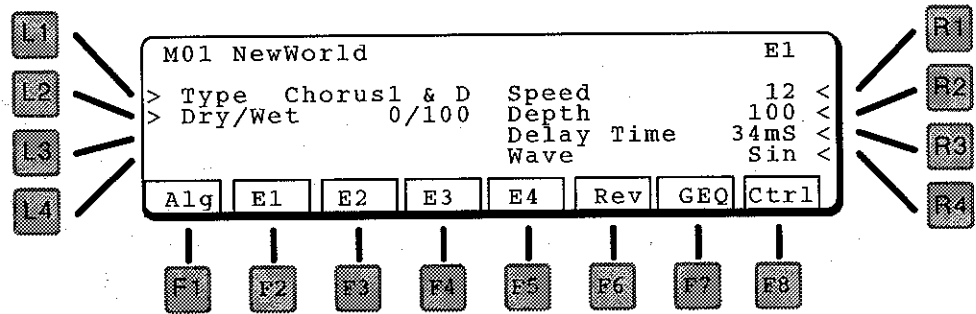 L1
L2
L3
L4
M01 NewWorld E1
> Type Chorus1 & D Speed 12 <
> Dry/Wet 0/100 Depth 100 <
Delay Time 34mS <
Wave Sin <
Alg E1 E2 E3 E4 Rev GEQ Ctrl
R1
R2
R3
R4
F1 F2 F3 F4 F5 F6 F7 F8